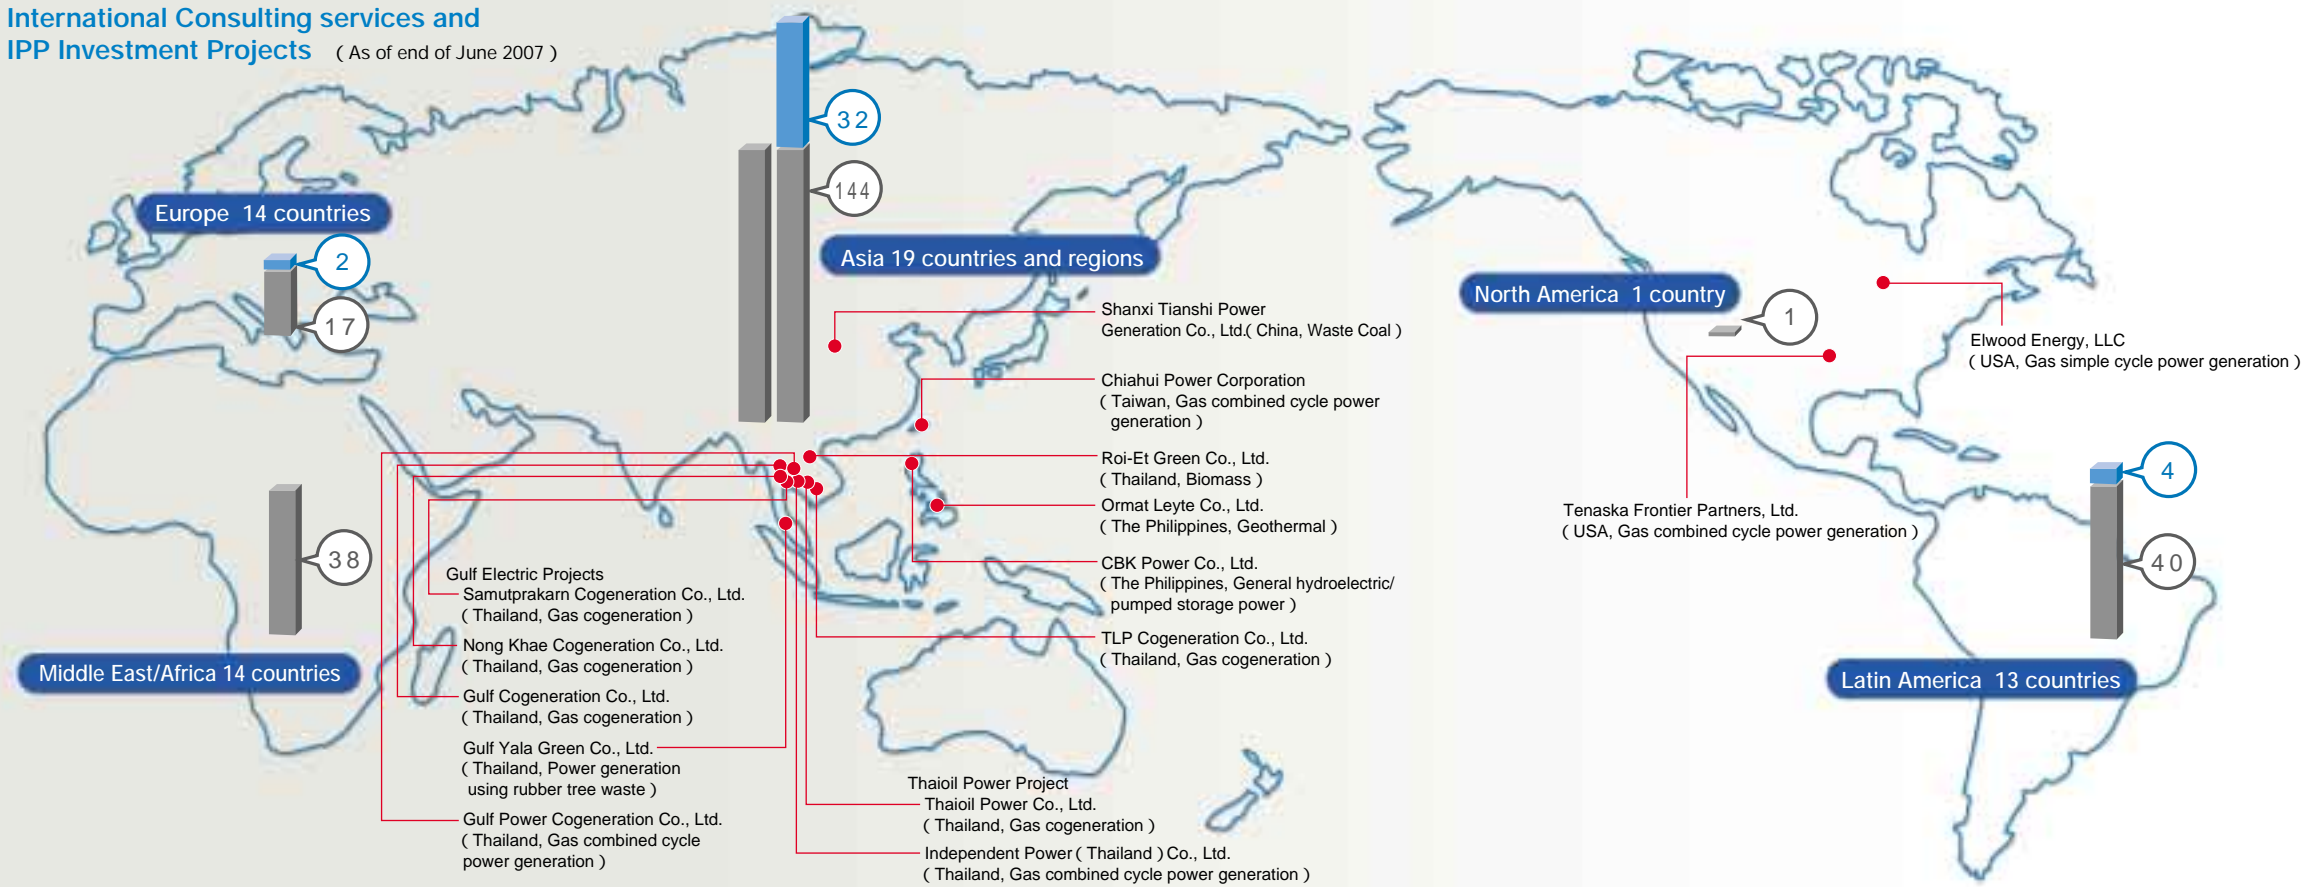 International Consulting services and
IPP Investment Projects ( As of end of June 2007 )
32
144
Europe 14 countries
2
17
Asia 19 countries and regions
North America 1 country
1
Shanxi Tianshi Power
Generation Co., Ltd.( China, Waste Coal )
Elwood Energy, LLC
( USA, Gas simple cycle power generation )
Chiahui Power Corporation
( Taiwan, Gas combined cycle power
generation )
Roi-Et Green Co., Ltd.
( Thailand, Biomass )
Ormat Leyte Co., Ltd.
( The Philippines, Geothermal )
CBK Power Co., Ltd.
( The Philippines, General hydroelectric/
pumped storage power )
TLP Cogeneration Co., Ltd.
( Thailand, Gas cogeneration )
Tenaska Frontier Partners, Ltd.
( USA, Gas combined cycle power generation )
4
40
Latin America 13 countries
38
Middle East/Africa 14 countries
Gulf Electric Projects
Samutprakarn Cogeneration Co., Ltd.
( Thailand, Gas cogeneration )
Nong Khae Cogeneration Co., Ltd.
( Thailand, Gas cogeneration )
Gulf Cogeneration Co., Ltd.
( Thailand, Gas cogeneration )
Gulf Yala Green Co., Ltd.
( Thailand, Power generation
using rubber tree waste )
Gulf Power Cogeneration Co., Ltd.
( Thailand, Gas combined cycle
power generation )
Thaioil Power Project
Thaioil Power Co., Ltd.
( Thailand, Gas cogeneration )
Independent Power ( Thailand ) Co., Ltd.
( Thailand, Gas combined cycle power generation )